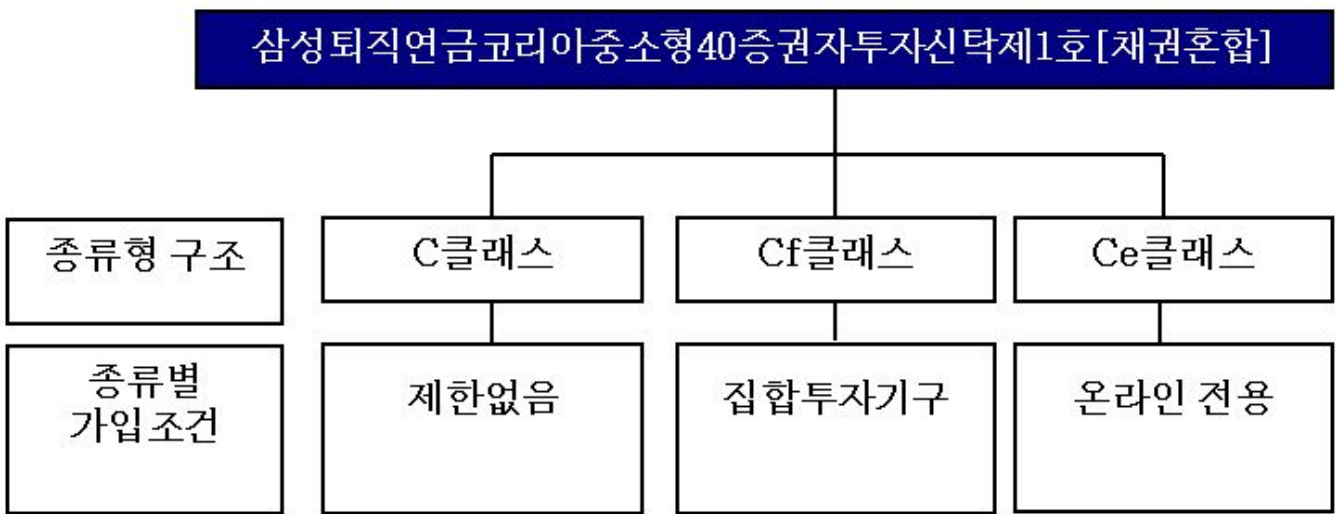 삼성퇴직연금코리아중소형40증권자투자신탁제1호[채권혼합]
종류형 구조
C클래스
Cf클래스
Ce클래스
종류별
가입조건
제한없음
집합투자기구
온라인 전용